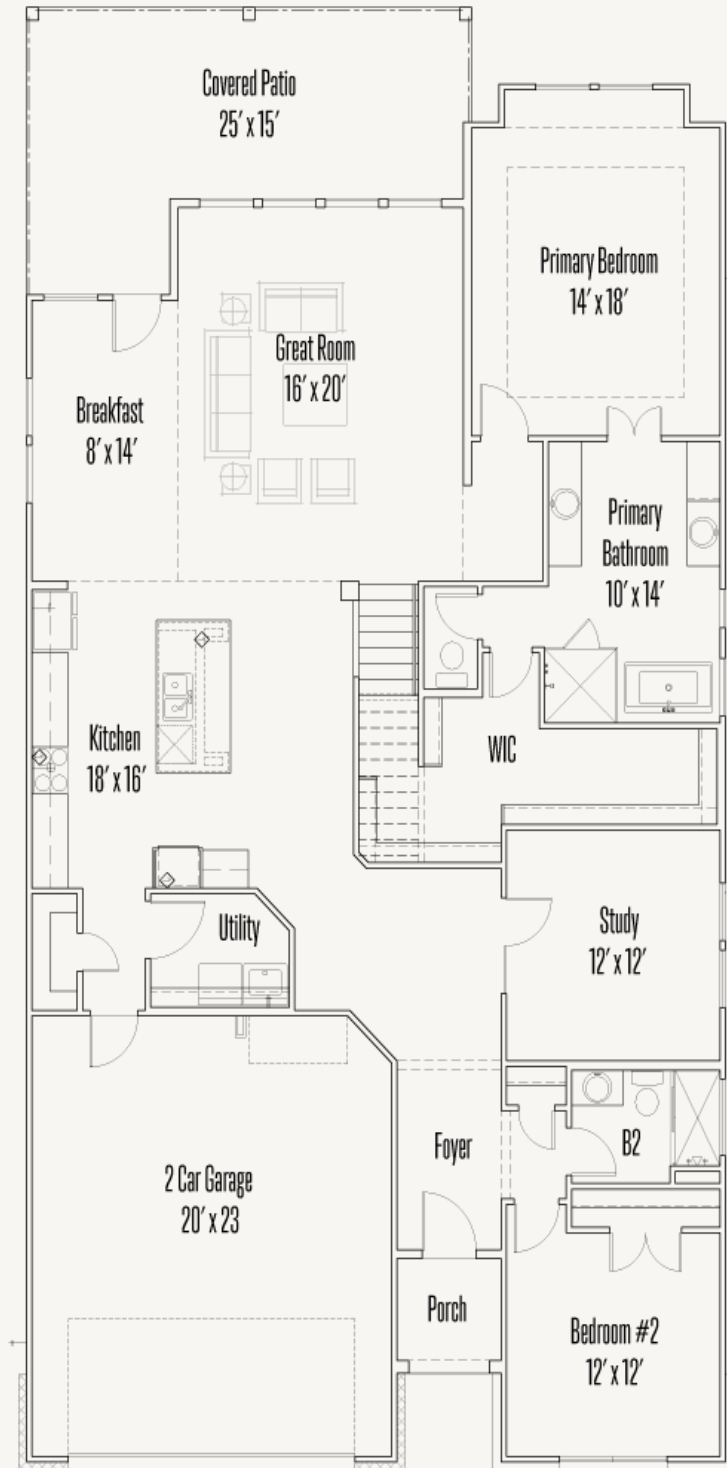 Covered Patio
25' x 15'
Primary Bedroom
14' x 18'
Great Room
16' x 20'
Breakfast
8' x 14'
Primary
Bathroom
10' x 14'
Kitchen
18' x 16'
WIC
Utility
Study
12' x 12'
B2
Foyer
2 Car Garage
20' x 23
Porch
Bedroom #2
12' x 12'